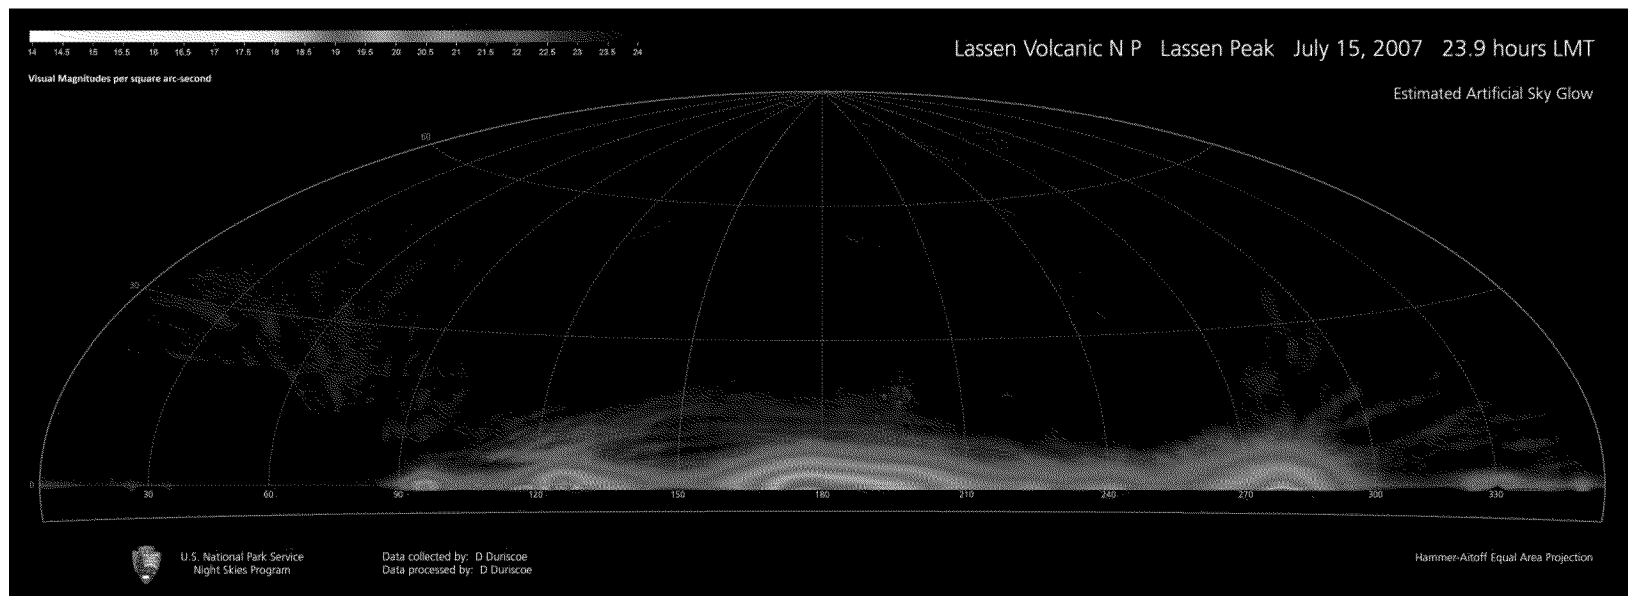 14 14.5 15 15.5 16 16.5 17 17.5 18 18.5 19 19.5 20 20.5 21 21.5 22 22.5 23 23.5 24
Visual Magnitudes per square arc-second
Lassen Volcanic N P Lassen Peak July 15, 2007 23.9 hours LMT
Estimated Artificial Sky Glow
60
30
0
30 60 90 120 150 180 210 240 270 300 330
U.S. National Park Service
Night Skies Program
Data collected by: D Duriscoe
Data processed by: D Duriscoe
Hammer-Aitoff Equal Area Projection